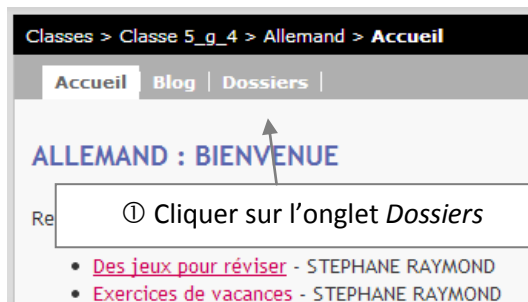 Classes > Classe 5_g_4 > Allemand > Accueil
Accueil | Blog | Dossiers |
ALLEMAND : BIENVENUE
Re
① Cliquer sur l’onglet Dossiers
• Des jeux pour réviser - STEPHANE RAYMOND
• Exercices de vacances - STEPHANE RAYMOND